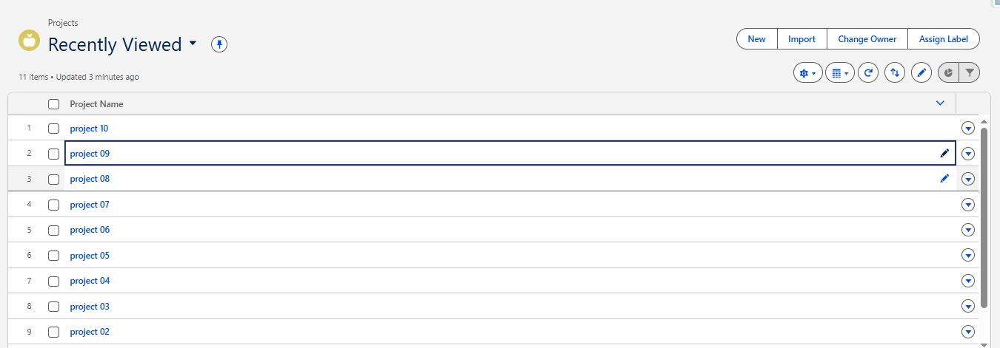 Projects
Recently Viewed
New Import Change Owner Assign Label
11 items • Updated 3 minutes ago
Project Name
1 project 10
2 project 09
3 project 08
4 project 07
5 project 06
6 project 05
7 project 04
8 project 03
9 project 02